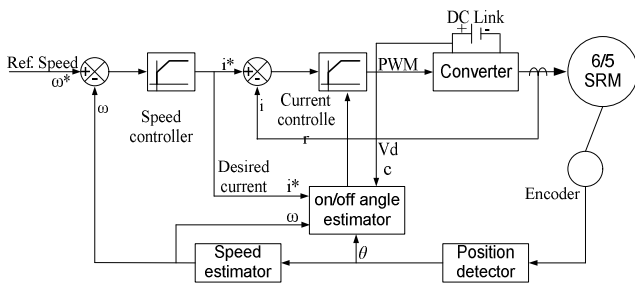 DC Link
+ -
Ref. Speed
ω*
+
-
i*
+
-
PWM
Converter
6/5
SRM
ω
Speed
controller
i
Current
controlle
r
Vd
c
Desired
current
i*
on/off angle
estimator
Encoder
ω
θ
Speed
estimator
Position
detector